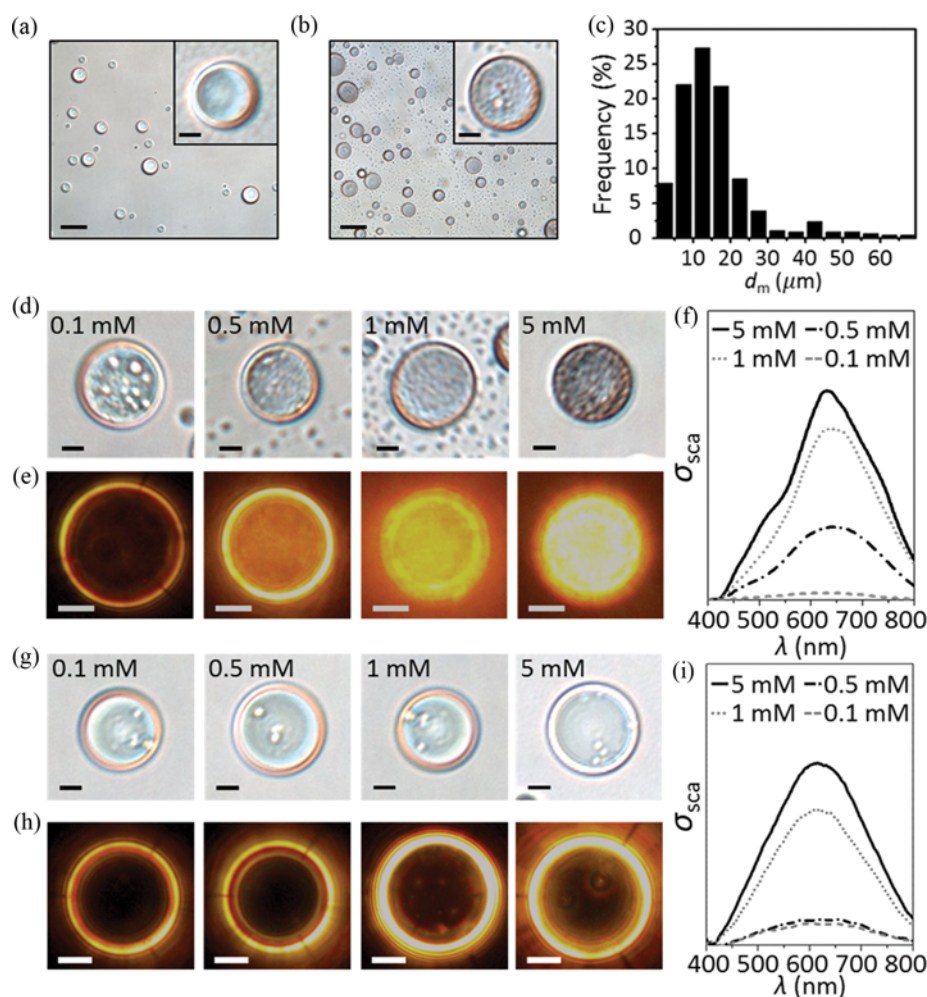 (a)
(b)
(c)
30
25
20
15
10
5
0
Frequency (%)
10 20 30 40 50 60
dm (μm)
(d)
0.1 mM 0.5 mM 1 mM 5 mM
(e)
(f)
5 mM 0.5 mM
1 mM 0.1 mM
σsca
400 500 600 700 800
λ (nm)
(g)
0.1 mM 0.5 mM 1 mM 5 mM
(h)
(i)
5 mM 0.5 mM
1 mM 0.1 mM
σsca
400 500 600 700 800
λ (nm)